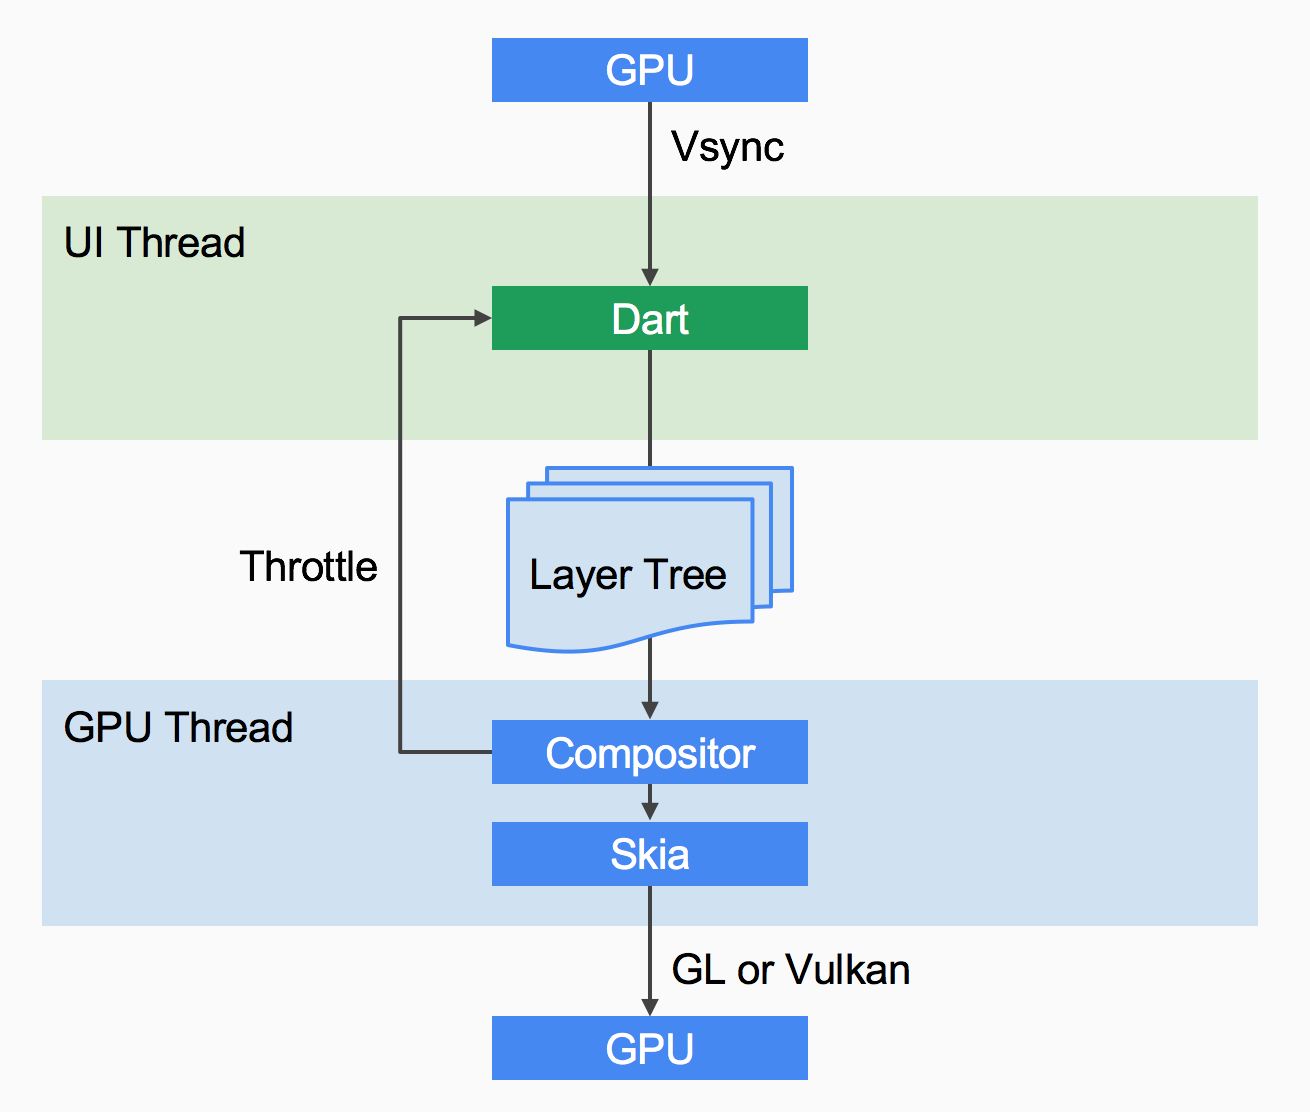 GPU
Vsync
UI Thread
Dart
Throttle
Layer Tree
GPU Thread
Compositor
Skia
GL or Vulkan
GPU